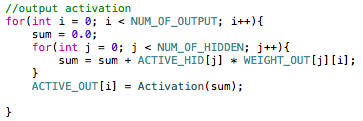 //output activation
for(int i = 0; i < NUM_OF_OUTPUT; i++){
    sum = 0.0;
    for(int j = 0; j < NUM_OF_HIDDEN; j++){
        sum = sum + ACTIVE_HID[j] * WEIGHT_OUT[j][i];
    }
    ACTIVE_OUT[i] = Activation(sum);
}